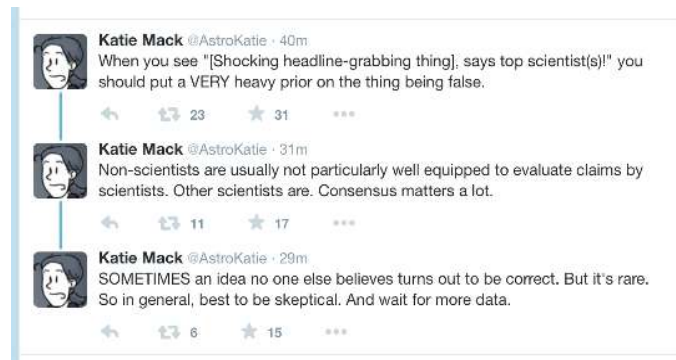 Katie Mack @AstroKatie · 40m
When you see "[Shocking headline-grabbing thing], says top scientist(s)!" you
should put a VERY heavy prior on the thing being false.
23 31
Katie Mack @AstroKatie · 31m
Non-scientists are usually not particularly well equipped to evaluate claims by
scientists. Other scientists are. Consensus matters a lot.
11 17
Katie Mack @AstroKatie · 29m
SOMETIMES an idea no one else believes turns out to be correct. But it's rare.
So in general, best to be skeptical. And wait for more data.
6 15